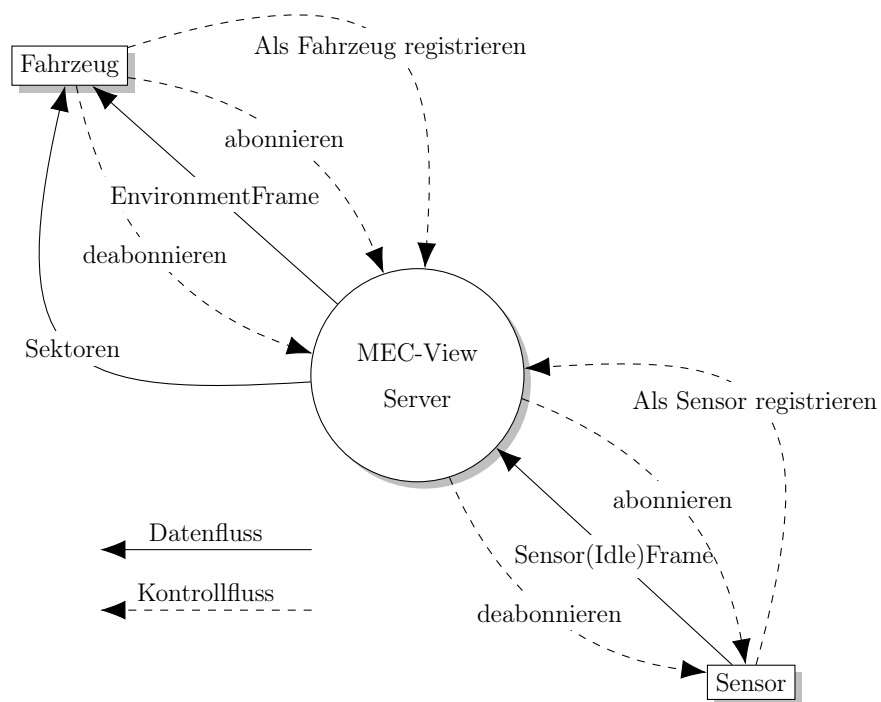 Als Fahrzeug registrieren
Fahrzeug
abonnieren
EnvironmentFrame
deabonnieren
Sektoren
MEC-View
Server
Als Sensor registrieren
abonnieren
Datenfluss
Sensor(Idle)Frame
Kontrollfluss
deabonnieren
Sensor